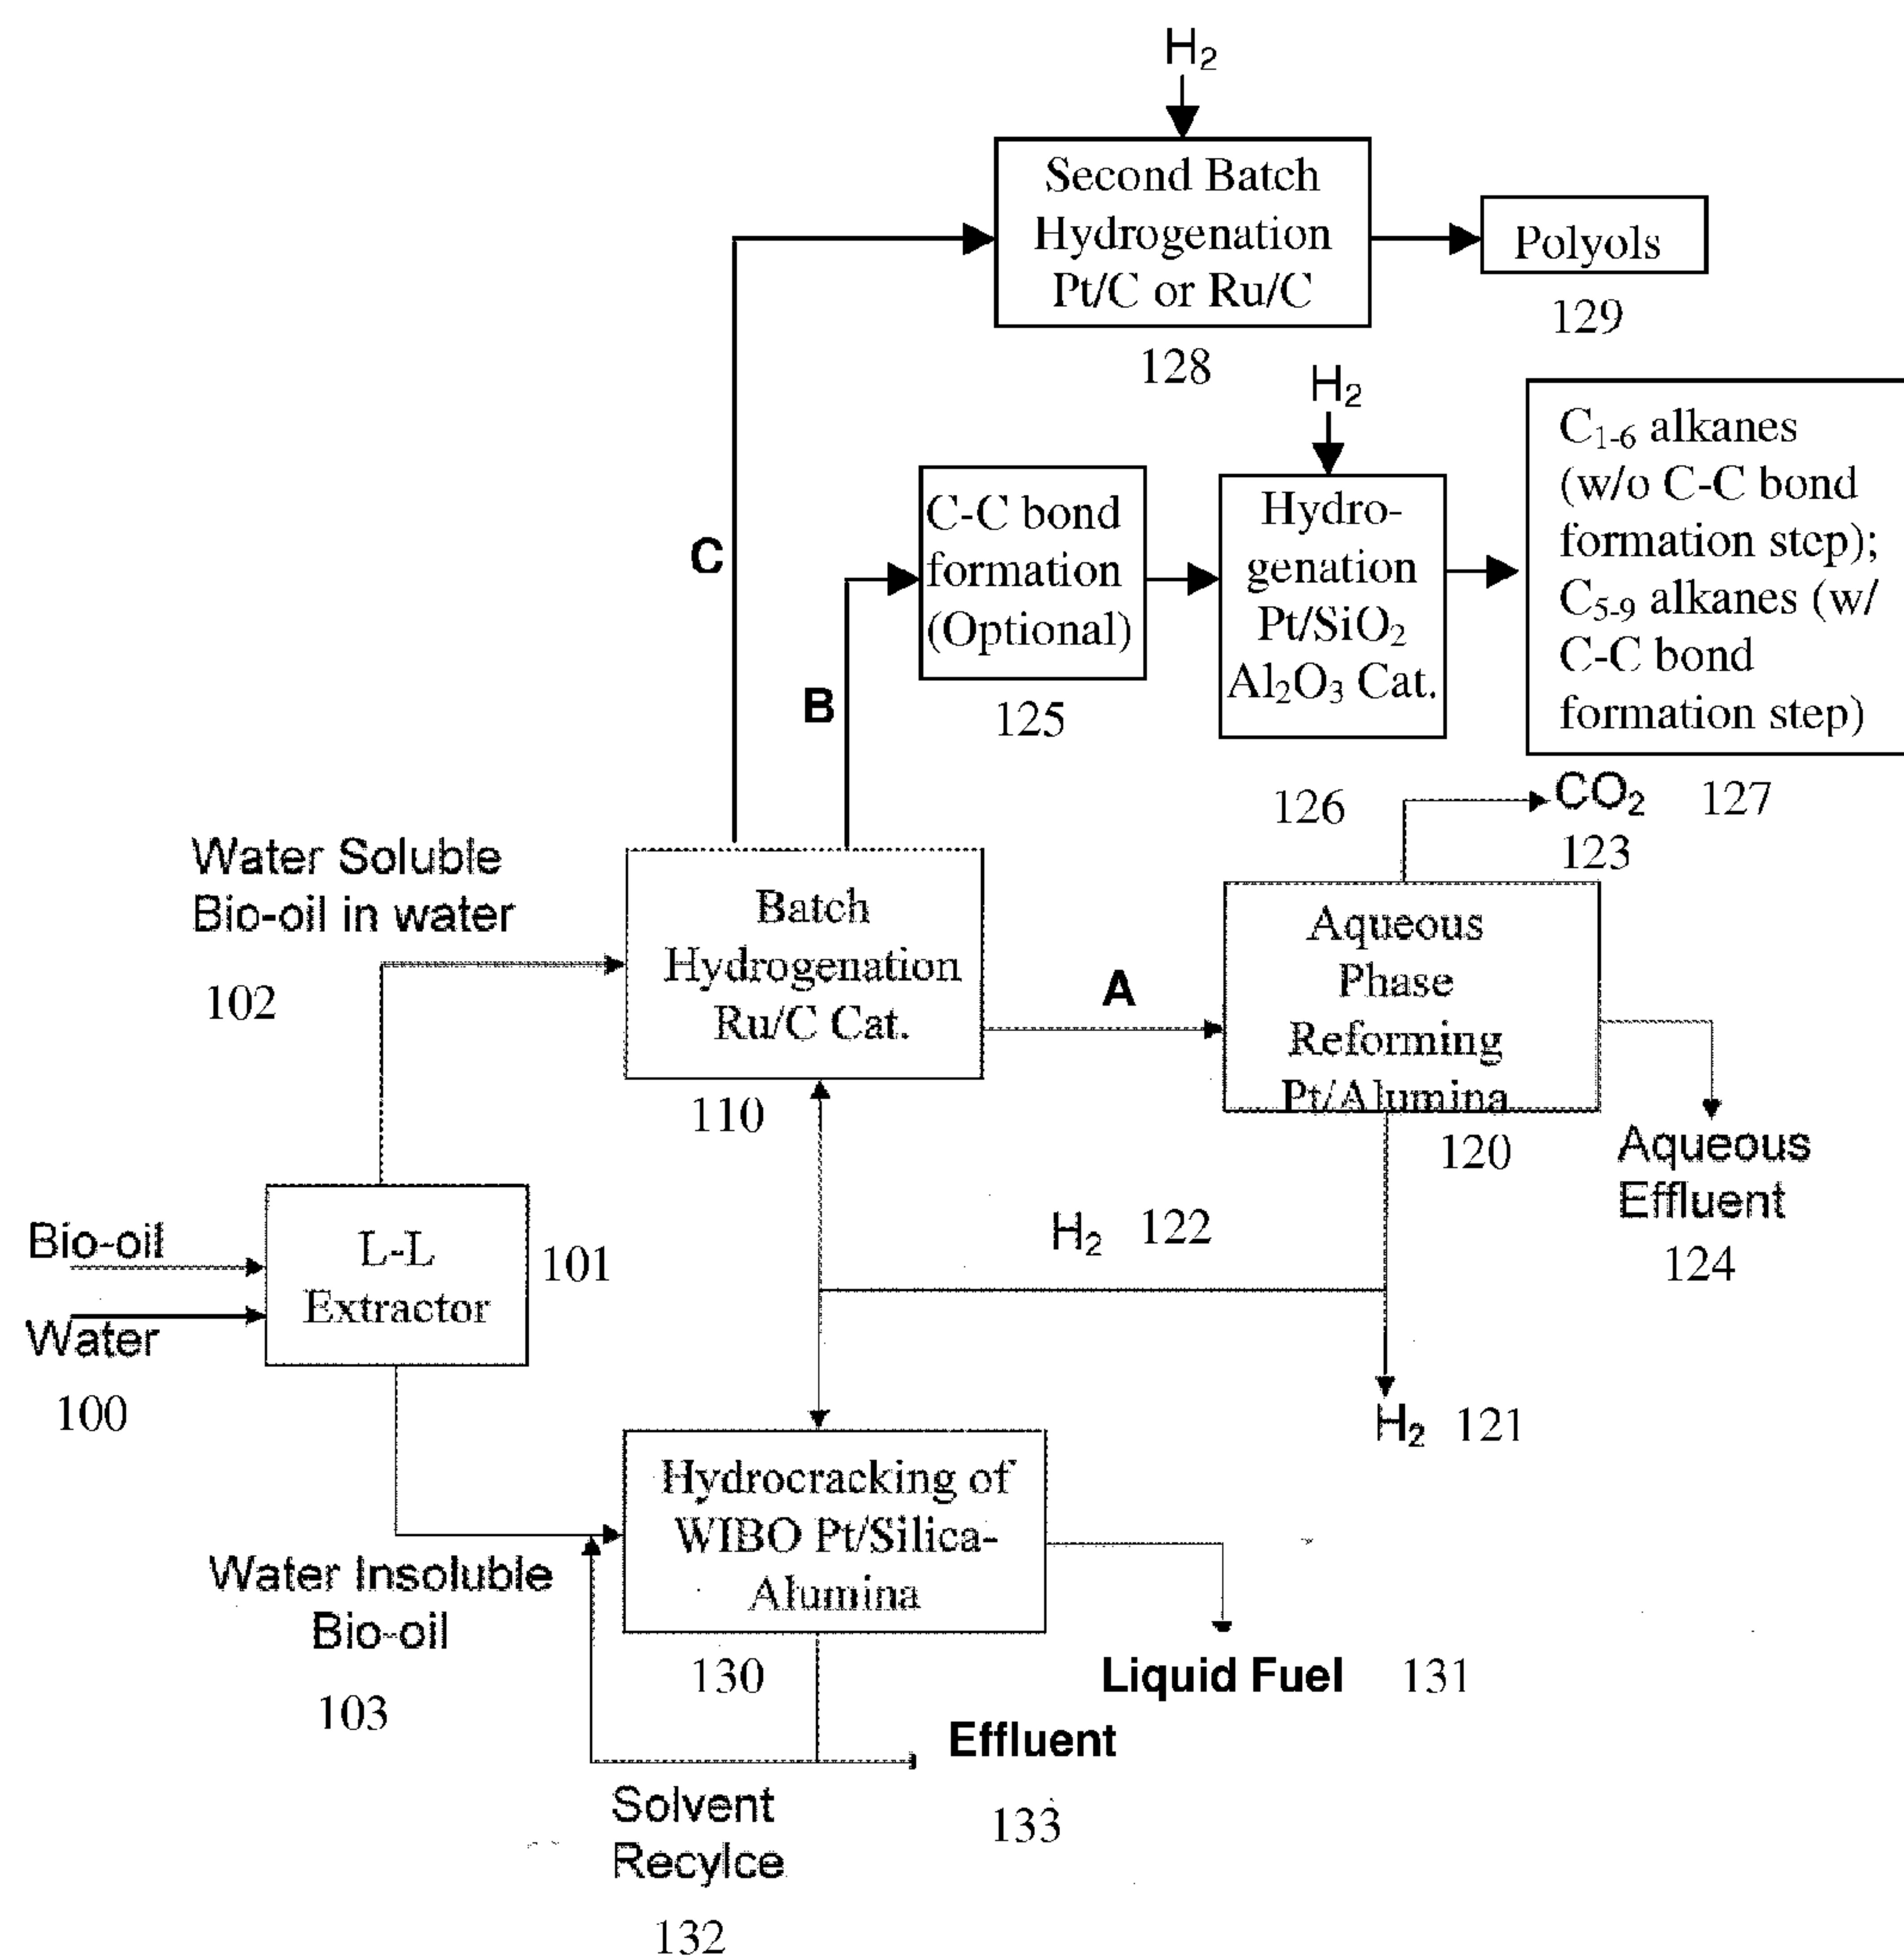 H₂
Second Batch
Hydrogenation
Pt/C or Ru/C
128
Polyols
129
C
B
C-C bond
formation
(Optional)
125
H₂
Hydro-
genation
Pt/SiO₂
Al₂O₃ Cat.
126
C₁₋₆ alkanes
(w/o C-C bond
formation step);
C₅₋₉ alkanes (w/
C-C bond
formation step)
127
CO₂
123
Water Soluble
Bio-oil in water
102
Batch
Hydrogenation
Ru/C Cat.
110
A
Aqueous
Phase
Reforming
Pt/Alumina
120
Aqueous
Effluent
124
Bio-oil
Water
100
L-L
Extractor
101
H₂ 122
H₂ 121
Water Insoluble
Bio-oil
103
Hydrocracking of
WIBO Pt/Silica-
Alumina
130
Liquid Fuel 131
Effluent
133
Solvent
Recylce
132